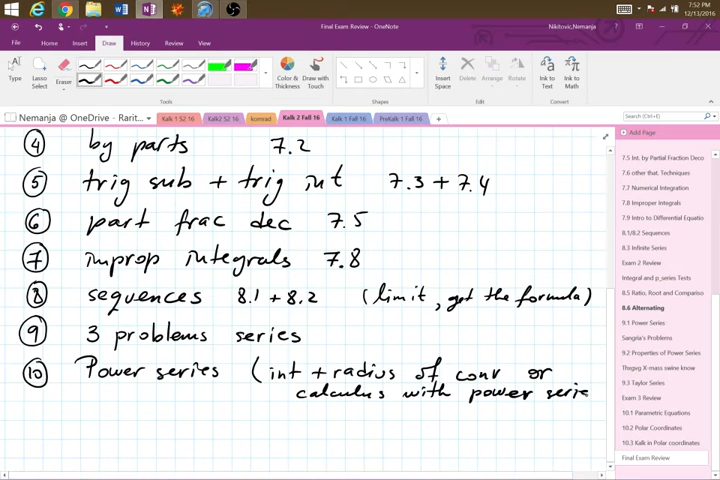 Final Exam Review - OneNote
7:52 PM
12/13/2016
Nikitovic,Nemanja
File Home Insert Draw History Review View
Type
Lasso Select
Eraser
Color & Thickness
Draw with Touch
Insert Space
Delete
Arrange
Rotate
Ink to Text
Ink to Math
Tools Shapes Edit Convert
Nemanja @ OneDrive - Rarit...
Kalk 1 S2 16 Kalk2 S2 16 komrad Kalk 2 Fall 16 Kalk 1 Fall 16 PreKalk 1 Fall 16 +
Search (Ctrl+E)
4 by parts 7.2
5 trig sub + trig int 7.3 + 7.4
6 part frac dec 7.5
7 improp integrals 7.8
8 sequences 8.1 + 8.2 (limit, get the formula)
9 3 problems series
10 Power series (int + radius of conv or
calculus with power serie
Add Page
7.5 Int. by Partial Fraction Deco
7.6 other that. Techniques
7.7 Numerical Integration
7.8 Improper Integrals
7.9 Intro to Differential Equatio
8.1/8.2 Sequences
8.3 Infinite Series
Exam 2 Review
Integral and p_series Tests
8.5 Ratio, Root and Compariso
8.6 Alternating
9.1 Power Series
Sangria's Problems
9.2 Properties of Power Series
Thogvg X-mass swine know
9.3 Taylor Series
Exam 3 Review
10.1 Parametric Equations
10.2 Polar Coordinates
10.3 Kalk in Polar coordinates
Final Exam Review